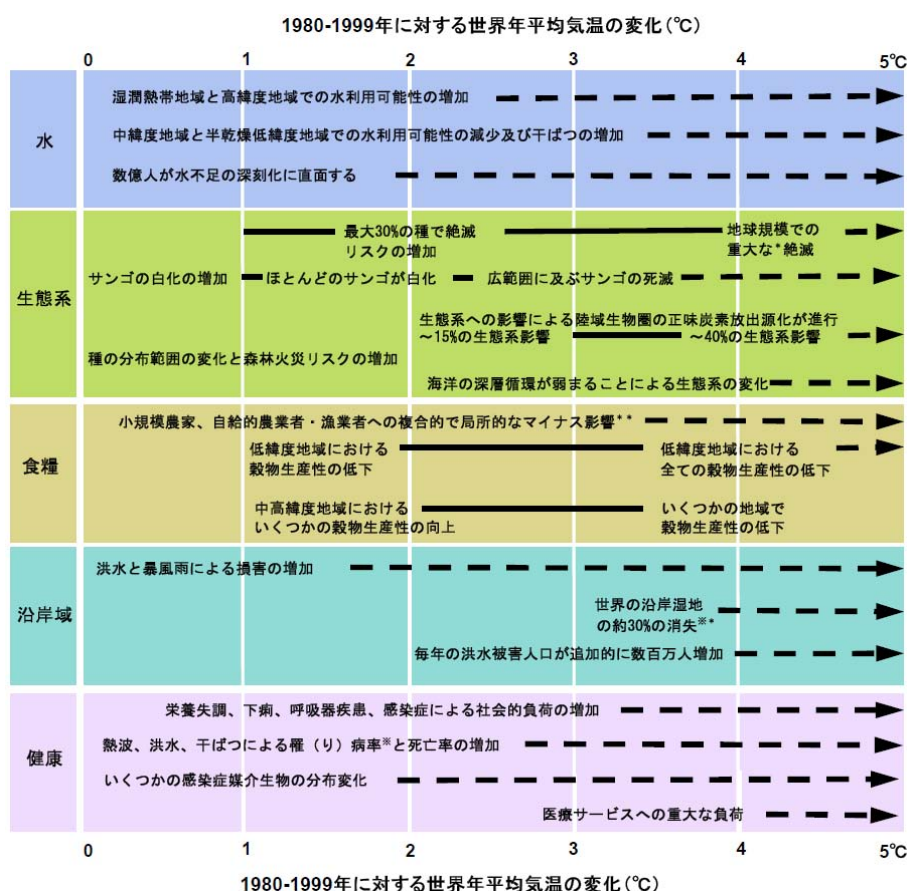 1980-1999年に対する世界年平均気温の変化(℃)
0 1 2 3 4 5℃
水
湿潤熱帯地域と高緯度地域での水利用可能性の増加
中緯度地域と半乾燥低緯度地域での水利用可能性の減少及び干ばつの増加
数億人が水不足の深刻化に直面する
生態系
最大30%の種で絶滅
リスクの増加
地球規模での
重大な*絶滅
サンゴの白化の増加 ほとんどのサンゴが白化 広範囲に及ぶサンゴの死滅
生態系への影響による陸域生物圏の正味炭素放出源化が進行
～15%の生態系影響 ～40%の生態系影響
種の分布範囲の変化と森林火災リスクの増加
海洋の深層循環が弱まることによる生態系の変化
食糧
小規模農家、自給的農業者・漁業者への複合的で局所的なマイナス影響**
低緯度地域における
穀物生産性の低下
低緯度地域における
全ての穀物生産性の低下
中高緯度地域における
いくつかの穀物生産性の向上
いくつかの地域で
穀物生産性の低下
沿岸域
洪水と暴風雨による損害の増加
世界の沿岸湿地
の約30%の消失※*
毎年の洪水被害人口が追加的に数百万人増加
健康
栄養失調、下痢、呼吸器疾患、感染症による社会的負荷の増加
熱波、洪水、干ばつによる罹（り）病率※と死亡率の増加
いくつかの感染症媒介生物の分布変化
医療サービスへの重大な負荷
0 1 2 3 4 5℃
1980-1999年に対する世界年平均気温の変化(℃)